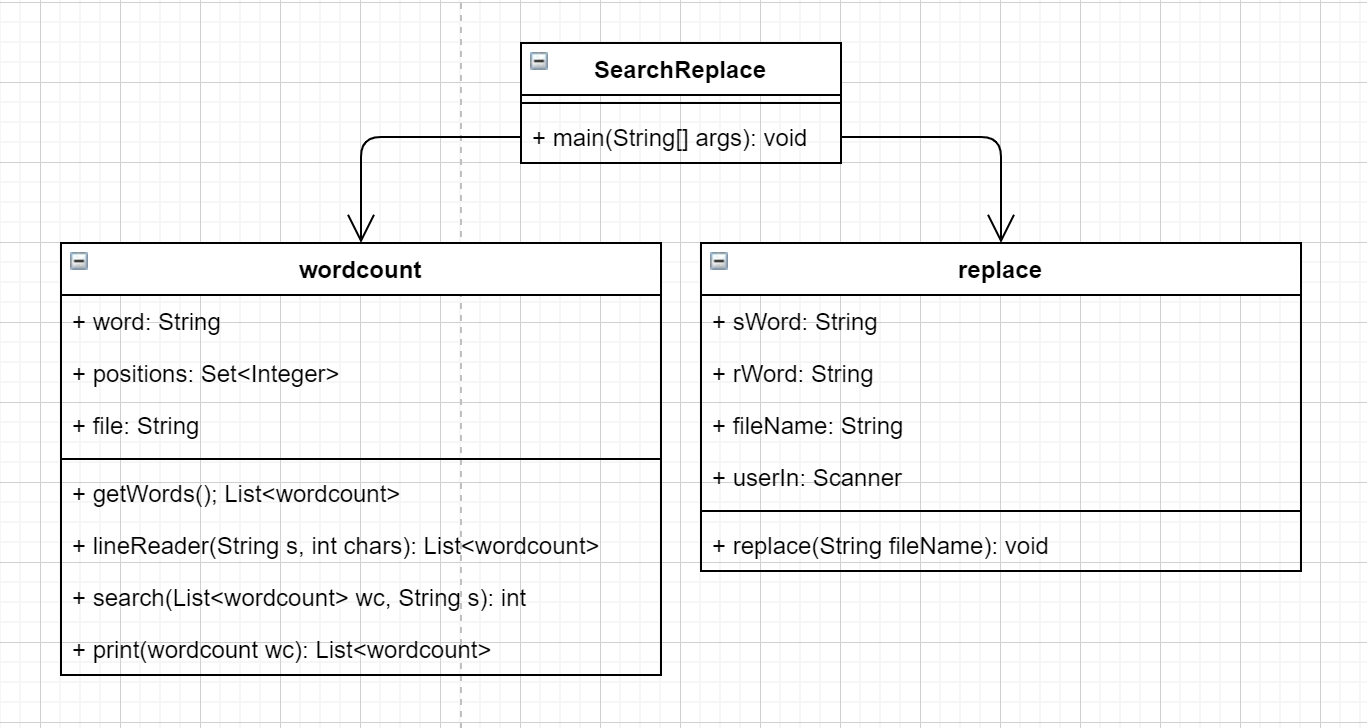 SearchReplace
+ main(String[] args): void
wordcount
+ word: String
+ positions: Set<Integer>
+ file: String
+ getWords(); List<wordcount>
+ lineReader(String s, int chars): List<wordcount>
+ search(List<wordcount> wc, String s): int
+ print(wordcount wc): List<wordcount>
replace
+ sWord: String
+ rWord: String
+ fileName: String
+ userIn: Scanner
+ replace(String fileName): void